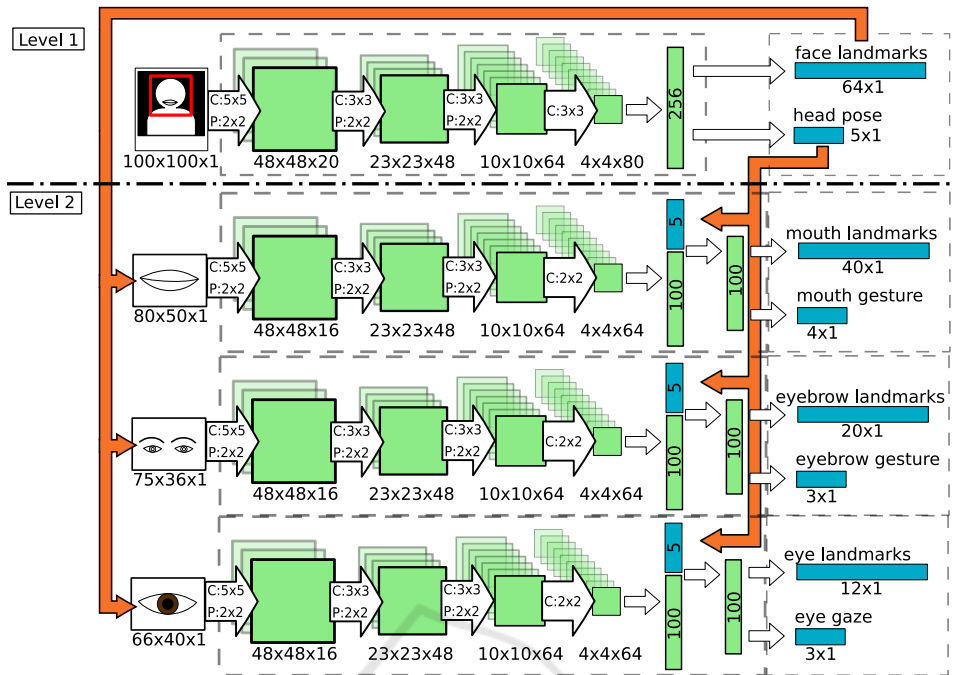 Level 1
C:5x5
P:2x2
C:3x3
P:2x2
C:3x3
P:2x2
C:3x3
256
face landmarks
64x1
head pose
5x1
100x100x1
48x48x20
23x23x48
10x10x64
4x4x80
Level 2
C:5x5
P:2x2
C:3x3
P:2x2
C:3x3
P:2x2
C:2x2
5
100
100
mouth landmarks
40x1
mouth gesture
4x1
80x50x1
48x48x16
23x23x48
10x10x64
4x4x64
C:5x5
P:2x2
C:3x3
P:2x2
C:3x3
P:2x2
C:2x2
5
100
100
eyebrow landmarks
20x1
eyebrow gesture
3x1
75x36x1
48x48x16
23x23x48
10x10x64
4x4x64
C:5x5
P:2x2
C:3x3
P:2x2
C:3x3
P:2x2
C:2x2
5
100
100
eye landmarks
12x1
eye gaze
3x1
66x40x1
48x48x16
23x23x48
10x10x64
4x4x64